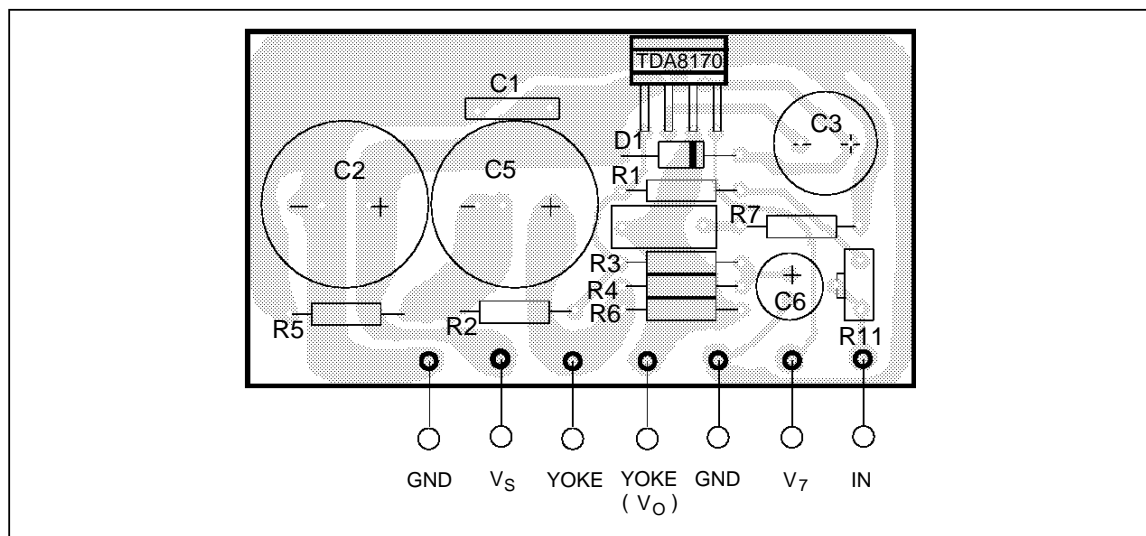 TDA8170
C1
C3
D1
C2
C5
R1
R7
R3
R4
C6
R6
R5
R2
R11
GND VS YOKE YOKE GND V7 IN
( VO )